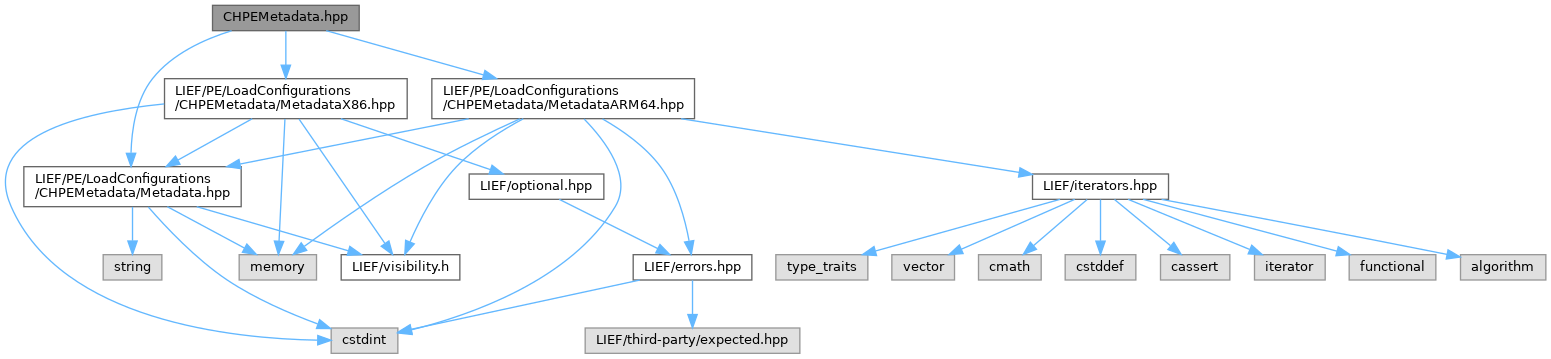 CHPEMetadata.hpp
LIEF/PE/LoadConfigurations
/CHPEMetadata/MetadataX86.hpp
LIEF/PE/LoadConfigurations
/CHPEMetadata/MetadataARM64.hpp
LIEF/PE/LoadConfigurations
/CHPEMetadata/Metadata.hpp
LIEF/optional.hpp
LIEF/iterators.hpp
string
memory
LIEF/visibility.h
LIEF/errors.hpp
type_traits
vector
cmath
cstddef
cassert
iterator
functional
algorithm
cstdint
LIEF/third-party/expected.hpp